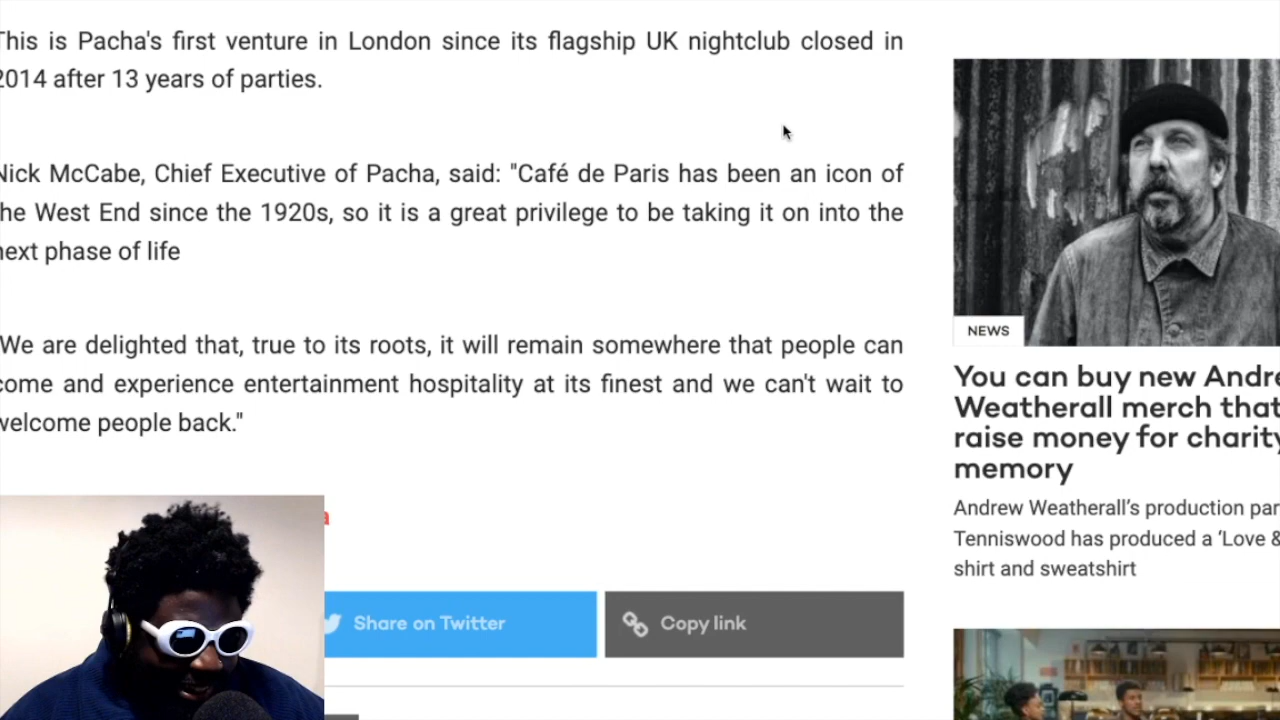 This is Pacha's first venture in London since its flagship UK nightclub closed in
2014 after 13 years of parties.
Nick McCabe, Chief Executive of Pacha, said: "Café de Paris has been an icon of
the West End since the 1920s, so it is a great privilege to be taking it on into the
next phase of life
"We are delighted that, true to its roots, it will remain somewhere that people can
come and experience entertainment hospitality at its finest and we can't wait to
welcome people back."
a
Share on Twitter
Copy link
NEWS
You can buy new Andre
Weatherall merch that
raise money for charity
memory
Andrew Weatherall's production par
Tenniswood has produced a 'Love &
shirt and sweatshirt